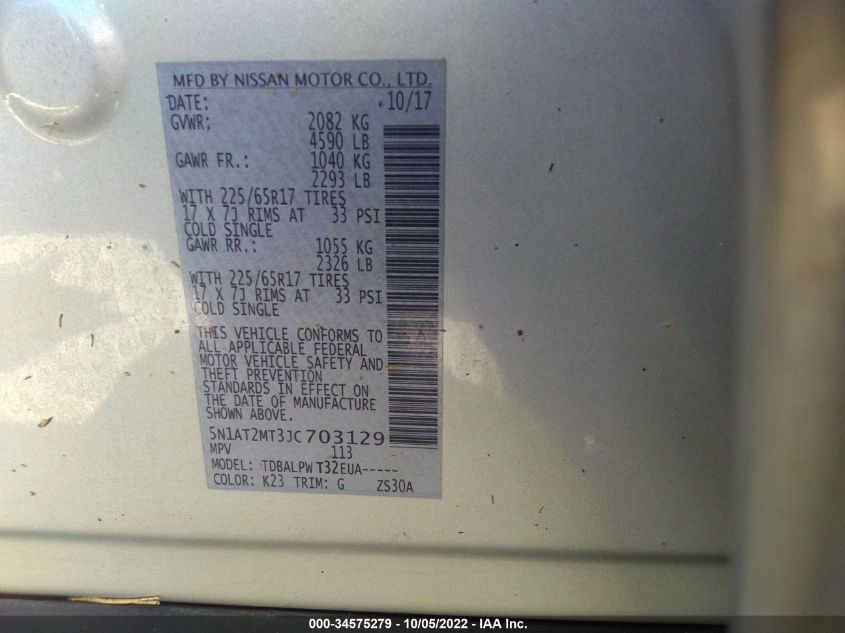 MFD BY NISSAN MOTOR CO., LTD.
DATE: 10/17
GVWR: 2082 KG
4590 LB
GAWR FR.: 1040 KG
2293 LB
WITH 225/65R17 TIRES
17 X 7J RIMS AT 33 PSI
COLD SINGLE
GAWR RR.: 1055 KG
2326 LB
WITH 225/65R17 TIRES
17 X 7J RIMS AT 33 PSI
COLD SINGLE
THIS VEHICLE CONFORMS TO
ALL APPLICABLE FEDERAL
MOTOR VEHICLE SAFETY AND
THEFT PREVENTION
STANDARDS IN EFFECT ON
THE DATE OF MANUFACTURE
SHOWN ABOVE.
5N1AT2MT3JC703129
MPV 113
MODEL: TDBALPW T32EUA-----
COLOR: K23 TRIM: G ZS30A
000-34575279 - 10/05/2022 - IAA Inc.